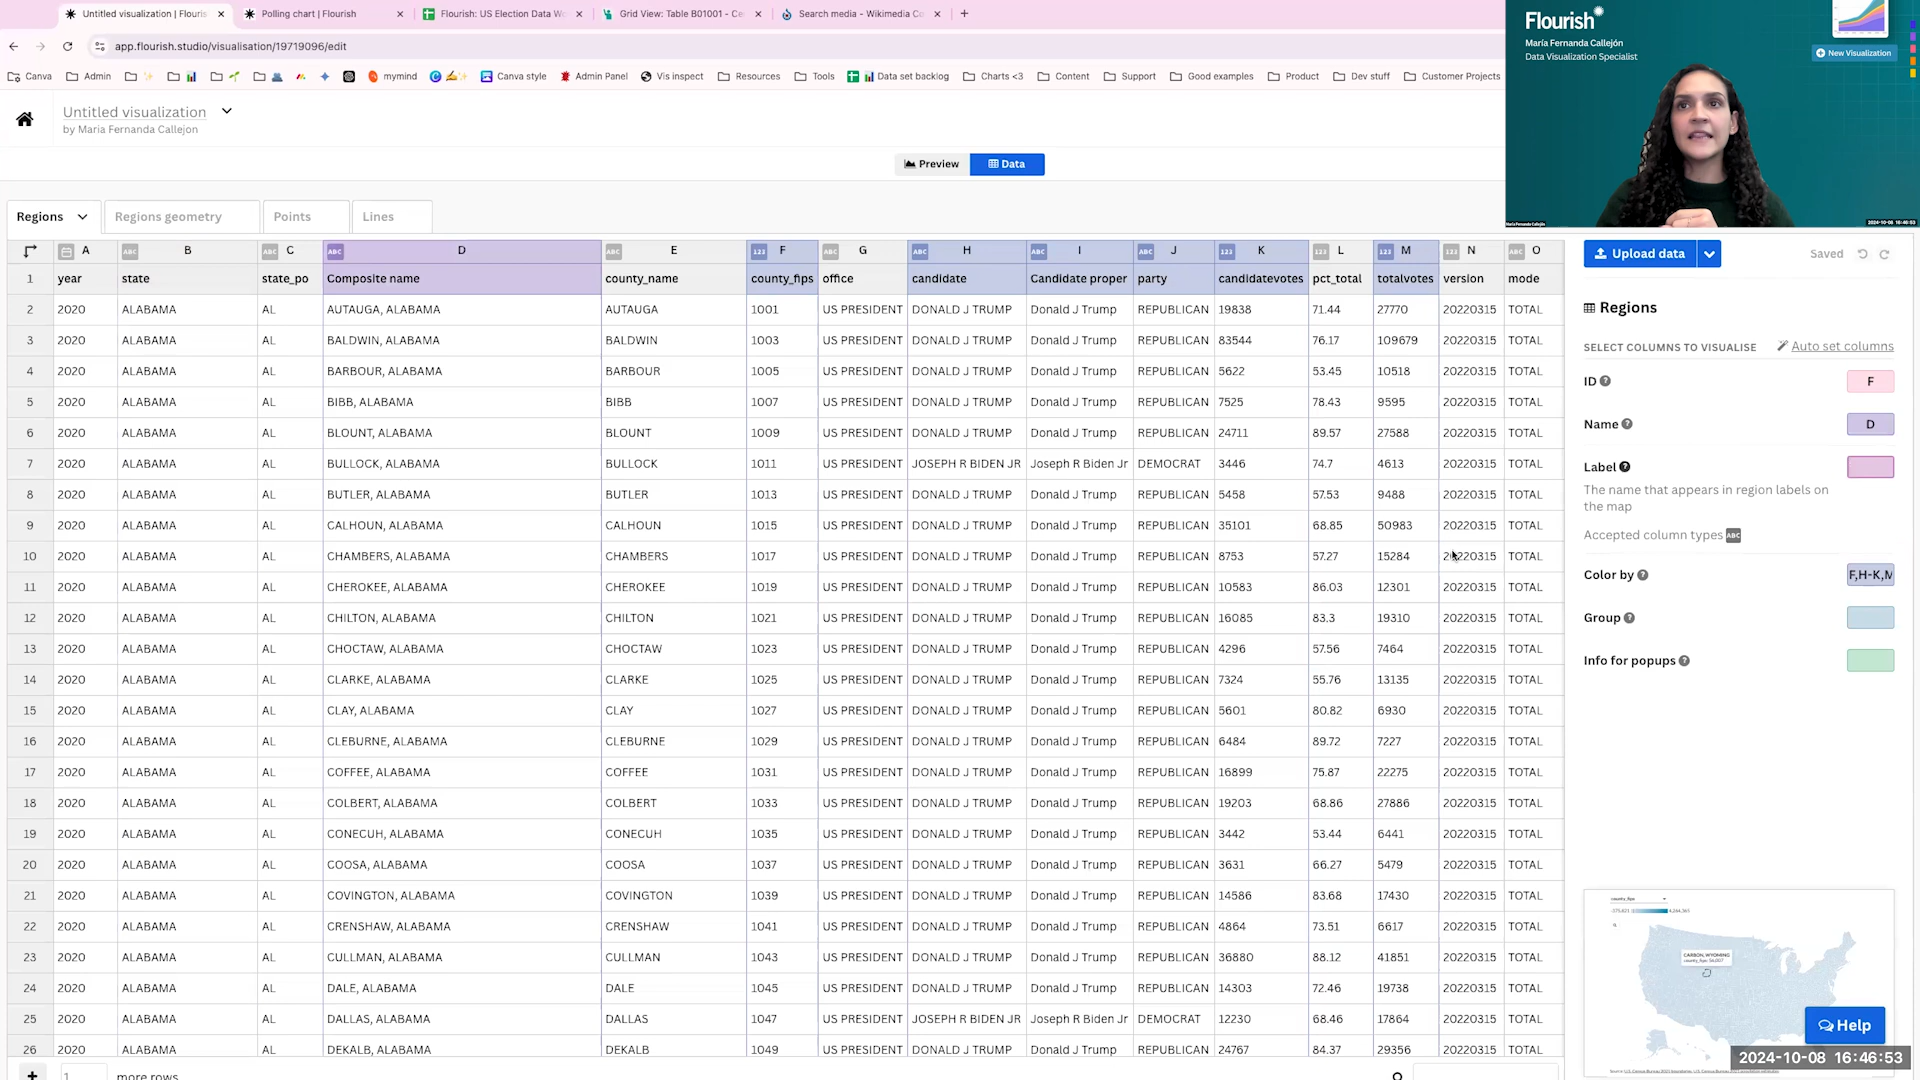 Untitled visualization | Flouris
Polling chart | Flourish
Flourish: US Election Data Wo
Grid View: Table B01001 - Ce
Search media - Wikimedia Co
app.flourish.studio/visualisation/19719096/edit
Canva Admin mymind Canva style Admin Panel Vis inspect Resources Tools Data set backlog Charts <3 Content Support Good examples Product Dev stuff Customer Projects
Flourish
María Fernanda Callejón
Data Visualization Specialist
New Visualization
Untitled visualization
by Maria Fernanda Callejon
Preview Data
Regions Regions geometry Points Lines
A B C D E F G H I J K L M N O
1 year state state_po Composite name county_name county_fips office candidate Candidate proper party candidatevotes pct_total totalvotes version mode
2 2020 ALABAMA AL AUTAUGA, ALABAMA AUTAUGA 1001 US PRESIDENT DONALD J TRUMP Donald J Trump REPUBLICAN 19838 71.44 27770 20220315 TOTAL
3 2020 ALABAMA AL BALDWIN, ALABAMA BALDWIN 1003 US PRESIDENT DONALD J TRUMP Donald J Trump REPUBLICAN 83544 76.17 109679 20220315 TOTAL
4 2020 ALABAMA AL BARBOUR, ALABAMA BARBOUR 1005 US PRESIDENT DONALD J TRUMP Donald J Trump REPUBLICAN 5622 53.45 10518 20220315 TOTAL
5 2020 ALABAMA AL BIBB, ALABAMA BIBB 1007 US PRESIDENT DONALD J TRUMP Donald J Trump REPUBLICAN 7525 78.43 9595 20220315 TOTAL
6 2020 ALABAMA AL BLOUNT, ALABAMA BLOUNT 1009 US PRESIDENT DONALD J TRUMP Donald J Trump REPUBLICAN 24711 89.57 27588 20220315 TOTAL
7 2020 ALABAMA AL BULLOCK, ALABAMA BULLOCK 1011 US PRESIDENT JOSEPH R BIDEN JR Joseph R Biden Jr DEMOCRAT 3446 74.7 4613 20220315 TOTAL
8 2020 ALABAMA AL BUTLER, ALABAMA BUTLER 1013 US PRESIDENT DONALD J TRUMP Donald J Trump REPUBLICAN 5458 57.53 9488 20220315 TOTAL
9 2020 ALABAMA AL CALHOUN, ALABAMA CALHOUN 1015 US PRESIDENT DONALD J TRUMP Donald J Trump REPUBLICAN 35101 68.85 50983 20220315 TOTAL
10 2020 ALABAMA AL CHAMBERS, ALABAMA CHAMBERS 1017 US PRESIDENT DONALD J TRUMP Donald J Trump REPUBLICAN 8753 57.27 15284 20220315 TOTAL
11 2020 ALABAMA AL CHEROKEE, ALABAMA CHEROKEE 1019 US PRESIDENT DONALD J TRUMP Donald J Trump REPUBLICAN 10583 86.03 12301 20220315 TOTAL
12 2020 ALABAMA AL CHILTON, ALABAMA CHILTON 1021 US PRESIDENT DONALD J TRUMP Donald J Trump REPUBLICAN 16085 83.3 19310 20220315 TOTAL
13 2020 ALABAMA AL CHOCTAW, ALABAMA CHOCTAW 1023 US PRESIDENT DONALD J TRUMP Donald J Trump REPUBLICAN 4296 57.56 7464 20220315 TOTAL
14 2020 ALABAMA AL CLARKE, ALABAMA CLARKE 1025 US PRESIDENT DONALD J TRUMP Donald J Trump REPUBLICAN 7324 55.76 13135 20220315 TOTAL
15 2020 ALABAMA AL CLAY, ALABAMA CLAY 1027 US PRESIDENT DONALD J TRUMP Donald J Trump REPUBLICAN 5601 80.82 6930 20220315 TOTAL
16 2020 ALABAMA AL CLEBURNE, ALABAMA CLEBURNE 1029 US PRESIDENT DONALD J TRUMP Donald J Trump REPUBLICAN 6484 89.72 7227 20220315 TOTAL
17 2020 ALABAMA AL COFFEE, ALABAMA COFFEE 1031 US PRESIDENT DONALD J TRUMP Donald J Trump REPUBLICAN 16899 75.87 22275 20220315 TOTAL
18 2020 ALABAMA AL COLBERT, ALABAMA COLBERT 1033 US PRESIDENT DONALD J TRUMP Donald J Trump REPUBLICAN 19203 68.86 27886 20220315 TOTAL
19 2020 ALABAMA AL CONECUH, ALABAMA CONECUH 1035 US PRESIDENT DONALD J TRUMP Donald J Trump REPUBLICAN 3442 53.44 6441 20220315 TOTAL
20 2020 ALABAMA AL COOSA, ALABAMA COOSA 1037 US PRESIDENT DONALD J TRUMP Donald J Trump REPUBLICAN 3631 66.27 5479 20220315 TOTAL
21 2020 ALABAMA AL COVINGTON, ALABAMA COVINGTON 1039 US PRESIDENT DONALD J TRUMP Donald J Trump REPUBLICAN 14586 83.68 17430 20220315 TOTAL
22 2020 ALABAMA AL CRENSHAW, ALABAMA CRENSHAW 1041 US PRESIDENT DONALD J TRUMP Donald J Trump REPUBLICAN 4864 73.51 6617 20220315 TOTAL
23 2020 ALABAMA AL CULLMAN, ALABAMA CULLMAN 1043 US PRESIDENT DONALD J TRUMP Donald J Trump REPUBLICAN 36880 88.12 41851 20220315 TOTAL
24 2020 ALABAMA AL DALE, ALABAMA DALE 1045 US PRESIDENT DONALD J TRUMP Donald J Trump REPUBLICAN 14303 72.46 19738 20220315 TOTAL
25 2020 ALABAMA AL DALLAS, ALABAMA DALLAS 1047 US PRESIDENT JOSEPH R BIDEN JR Joseph R Biden Jr DEMOCRAT 12230 68.46 17864 20220315 TOTAL
26 2020 ALABAMA AL DEKALB, ALABAMA DEKALB 1049 US PRESIDENT DONALD J TRUMP Donald J Trump REPUBLICAN 24767 84.37 29356 20220315 TOTAL
1 more rows
Upload data Saved
Regions
SELECT COLUMNS TO VISUALISE Auto set columns
ID F
Name D
Label
The name that appears in region labels on
the map
Accepted column types ABC
Color by F,H-K,M
Group
Info for popups
county_fips
CARBON, WYOMING
county_fips: 56,007
Help
2024-10-08 16:46:53